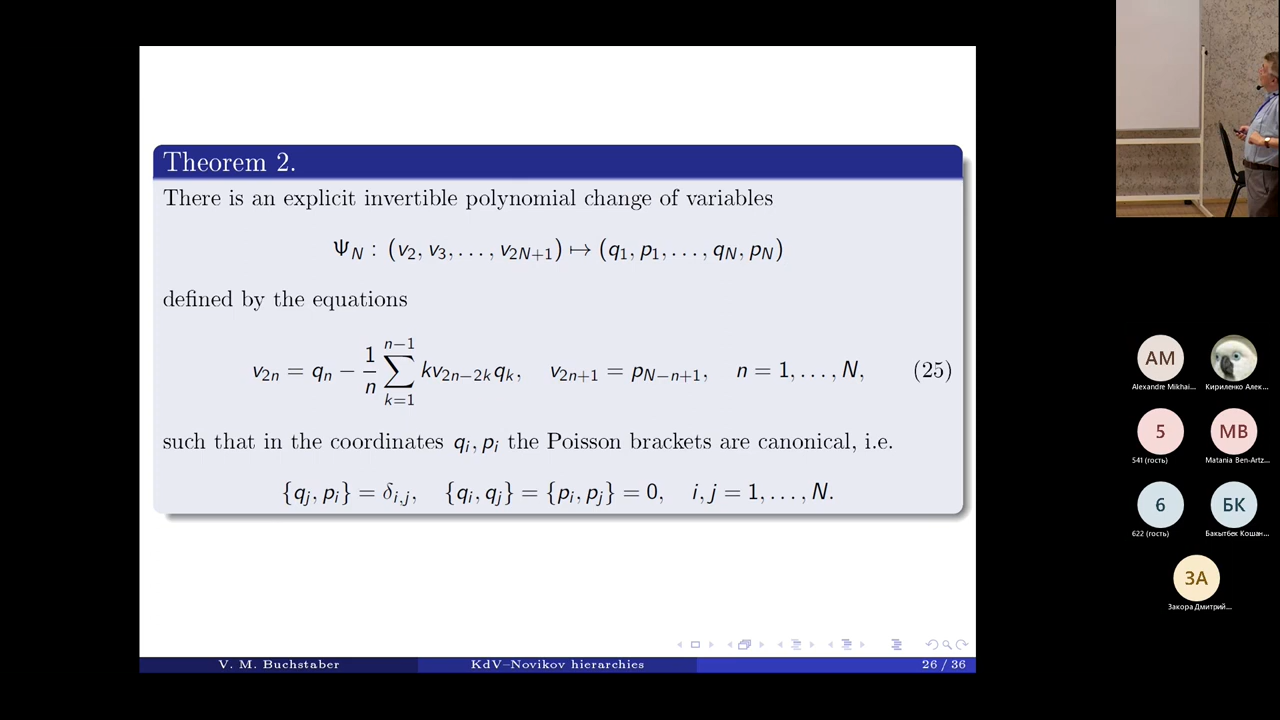 Theorem 2.
There is an explicit invertible polynomial change of variables
Ψ_N : (v_2, v_3, . . . , v_{2N+1}) ↦ (q_1, p_1, . . . , q_N, p_N)
defined by the equations
v_{2n} = q_n − \frac{1}{n} \sum_{k=1}^{n−1} k v_{2n−2k} q_k, v_{2n+1} = p_{N−n+1}, n = 1, . . . , N, (25)
such that in the coordinates q_i, p_i the Poisson brackets are canonical, i.e.
{q_j, p_i} = δ_{i,j}, {q_i, q_j} = {p_i, p_j} = 0, i, j = 1, . . . , N.
V. M. Buchstaber KdV–Novikov hierarchies 26 / 36
AM
Alexandre Mikhai... Кириленко Алек...
5 MB
541 (гость) Matania Ben-Artz...
6 БК
622 (гость) Бакытбек Кошан...
ЗА
Закора Дмитрий...